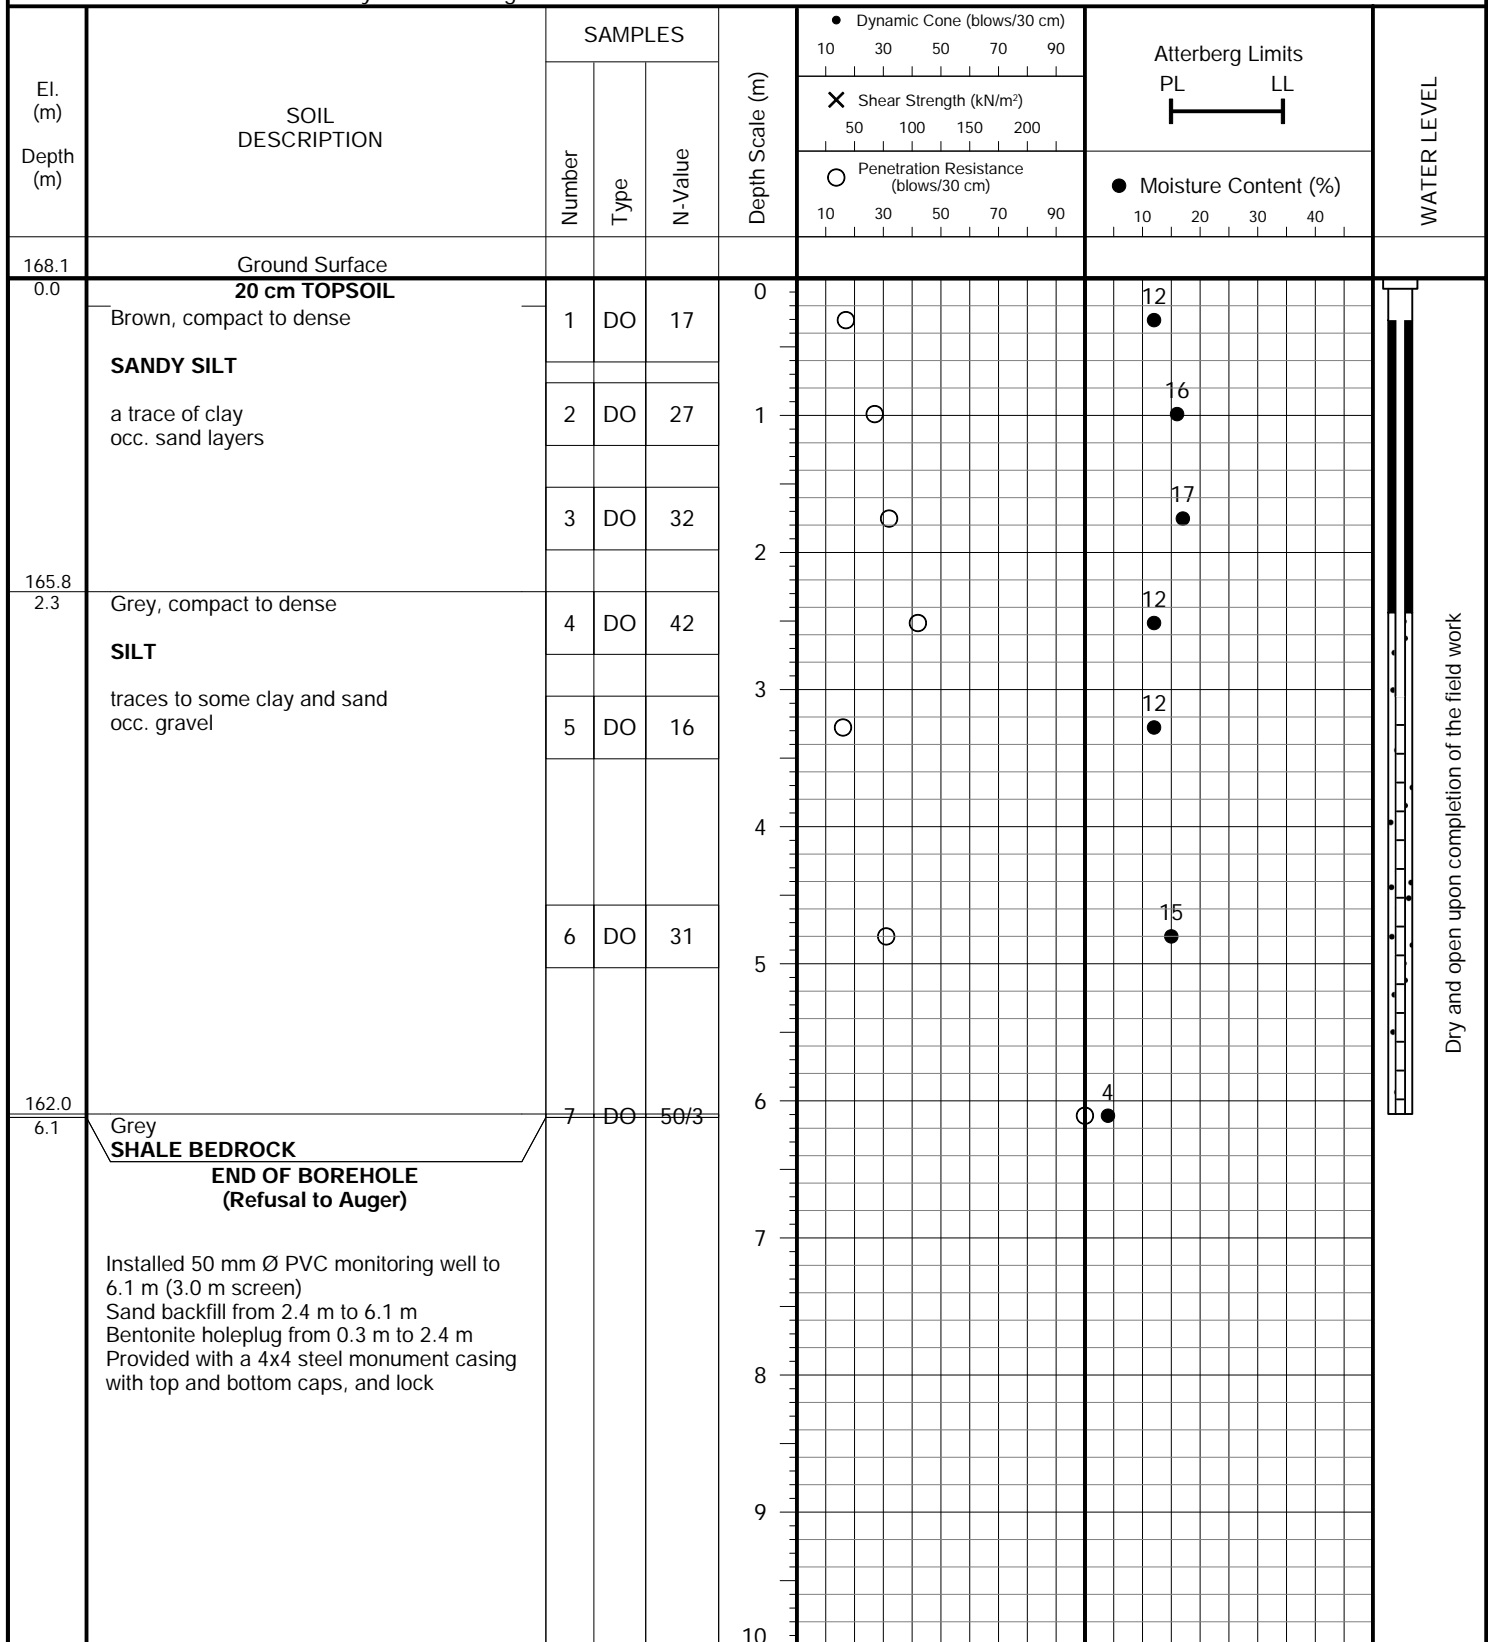 SAMPLES
El.
(m)
Depth
(m)
SOIL
DESCRIPTION
Number
Type
N-Value
Depth Scale (m)
Dynamic Cone (blows/30 cm)
10 30 50 70 90
Shear Strength (kN/m²)
50 100 150 200
Penetration Resistance
(blows/30 cm)
10 30 50 70 90
Atterberg Limits
PL LL
Moisture Content (%)
10 20 30 40
WATER LEVEL
168.1 Ground Surface
0.0 20 cm TOPSOIL
0
12
Brown, compact to dense
1 DO 17
SANDY SILT
16
a trace of clay
2 DO 27
1
occ. sand layers
17
3 DO 32
2
165.8
2.3 Grey, compact to dense
12
4 DO 42
SILT
3
traces to some clay and sand
12
occ. gravel
5 DO 16
4
15
6 DO 31
5
Dry and open upon completion of the field work
4
6
162.0
7 DO 50/3
6.1 Grey
SHALE BEDROCK
END OF BOREHOLE
(Refusal to Auger)
7
Installed 50 mm Ø PVC monitoring well to
6.1 m (3.0 m screen)
Sand backfill from 2.4 m to 6.1 m
Bentonite holeplug from 0.3 m to 2.4 m
Provided with a 4x4 steel monument casing
with top and bottom caps, and lock
8
9
10